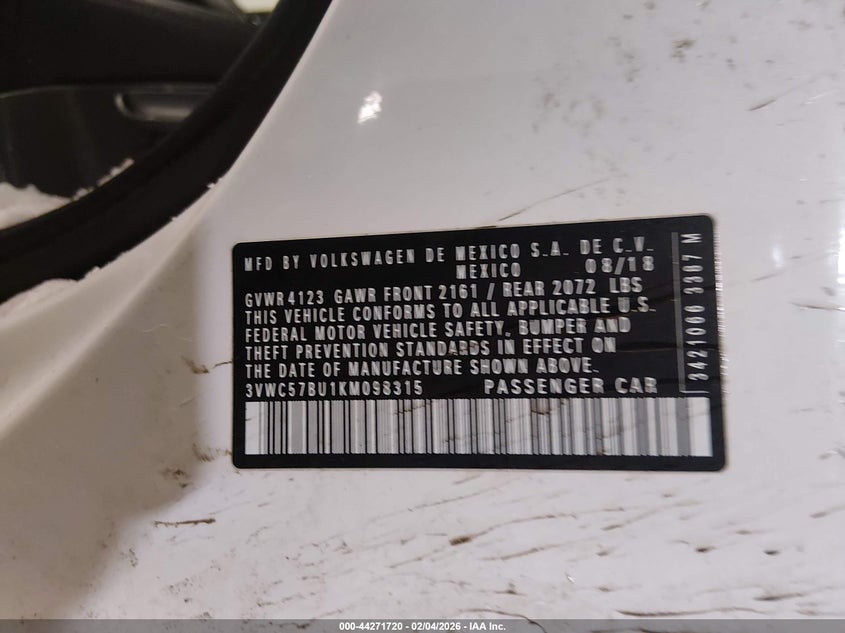 MFD BY VOLKSWAGEN DE MEXICO S.A. DE C.V.
MEXICO 08/18
GVWR 4123 GAWR FRONT 2161 / REAR 2072 LBS
THIS VEHICLE CONFORMS TO ALL APPLICABLE U.S.
FEDERAL MOTOR VEHICLE SAFETY, BUMPER AND
THEFT PREVENTION STANDARDS IN EFFECT ON
THE DATE OF MANUFACTURE SHOWN ABOVE.
3VWC57BU1KM098315 PASSENGER CAR
3421066 3307 M
000-44271720 - 02/04/2026 - IAA Inc.